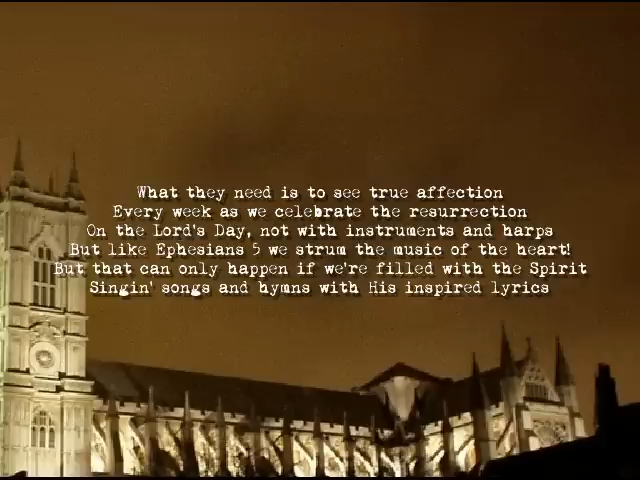 What they need is to see true affection
Every week as we celebrate the resurrection
On the Lord's Day, not with instruments and harps
But like Ephesians 5 we strum the music of the heart!
But that can only happen if we're filled with the Spirit
Singin' songs and hymns with His inspired lyrics